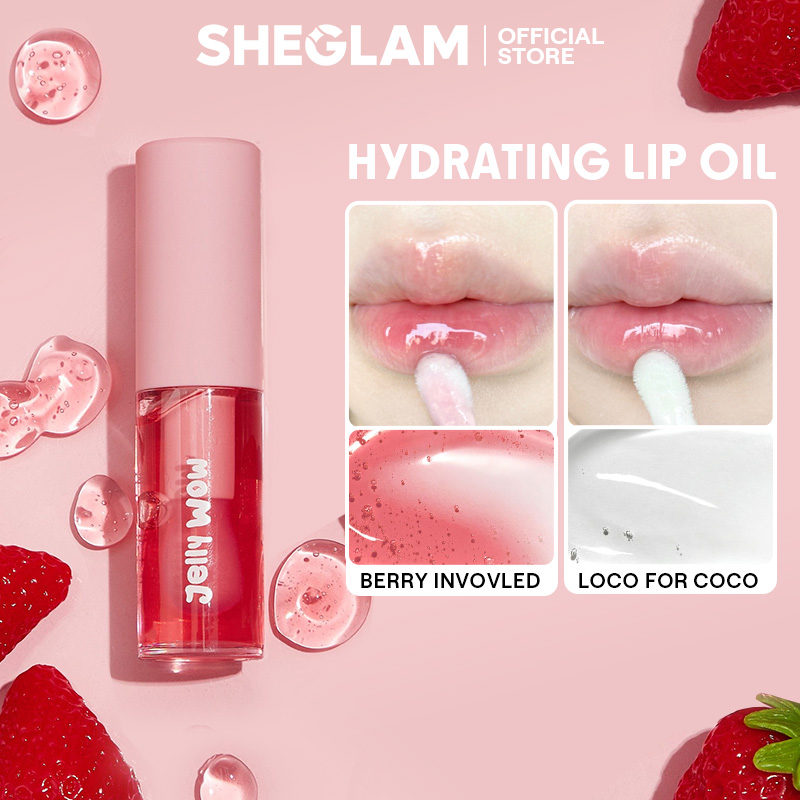 SHEGLAM
OFFICIAL
STORE
HYDRATING LIP OIL
Jelly Wow
BERRY INVOVLED
LOCO FOR COCO